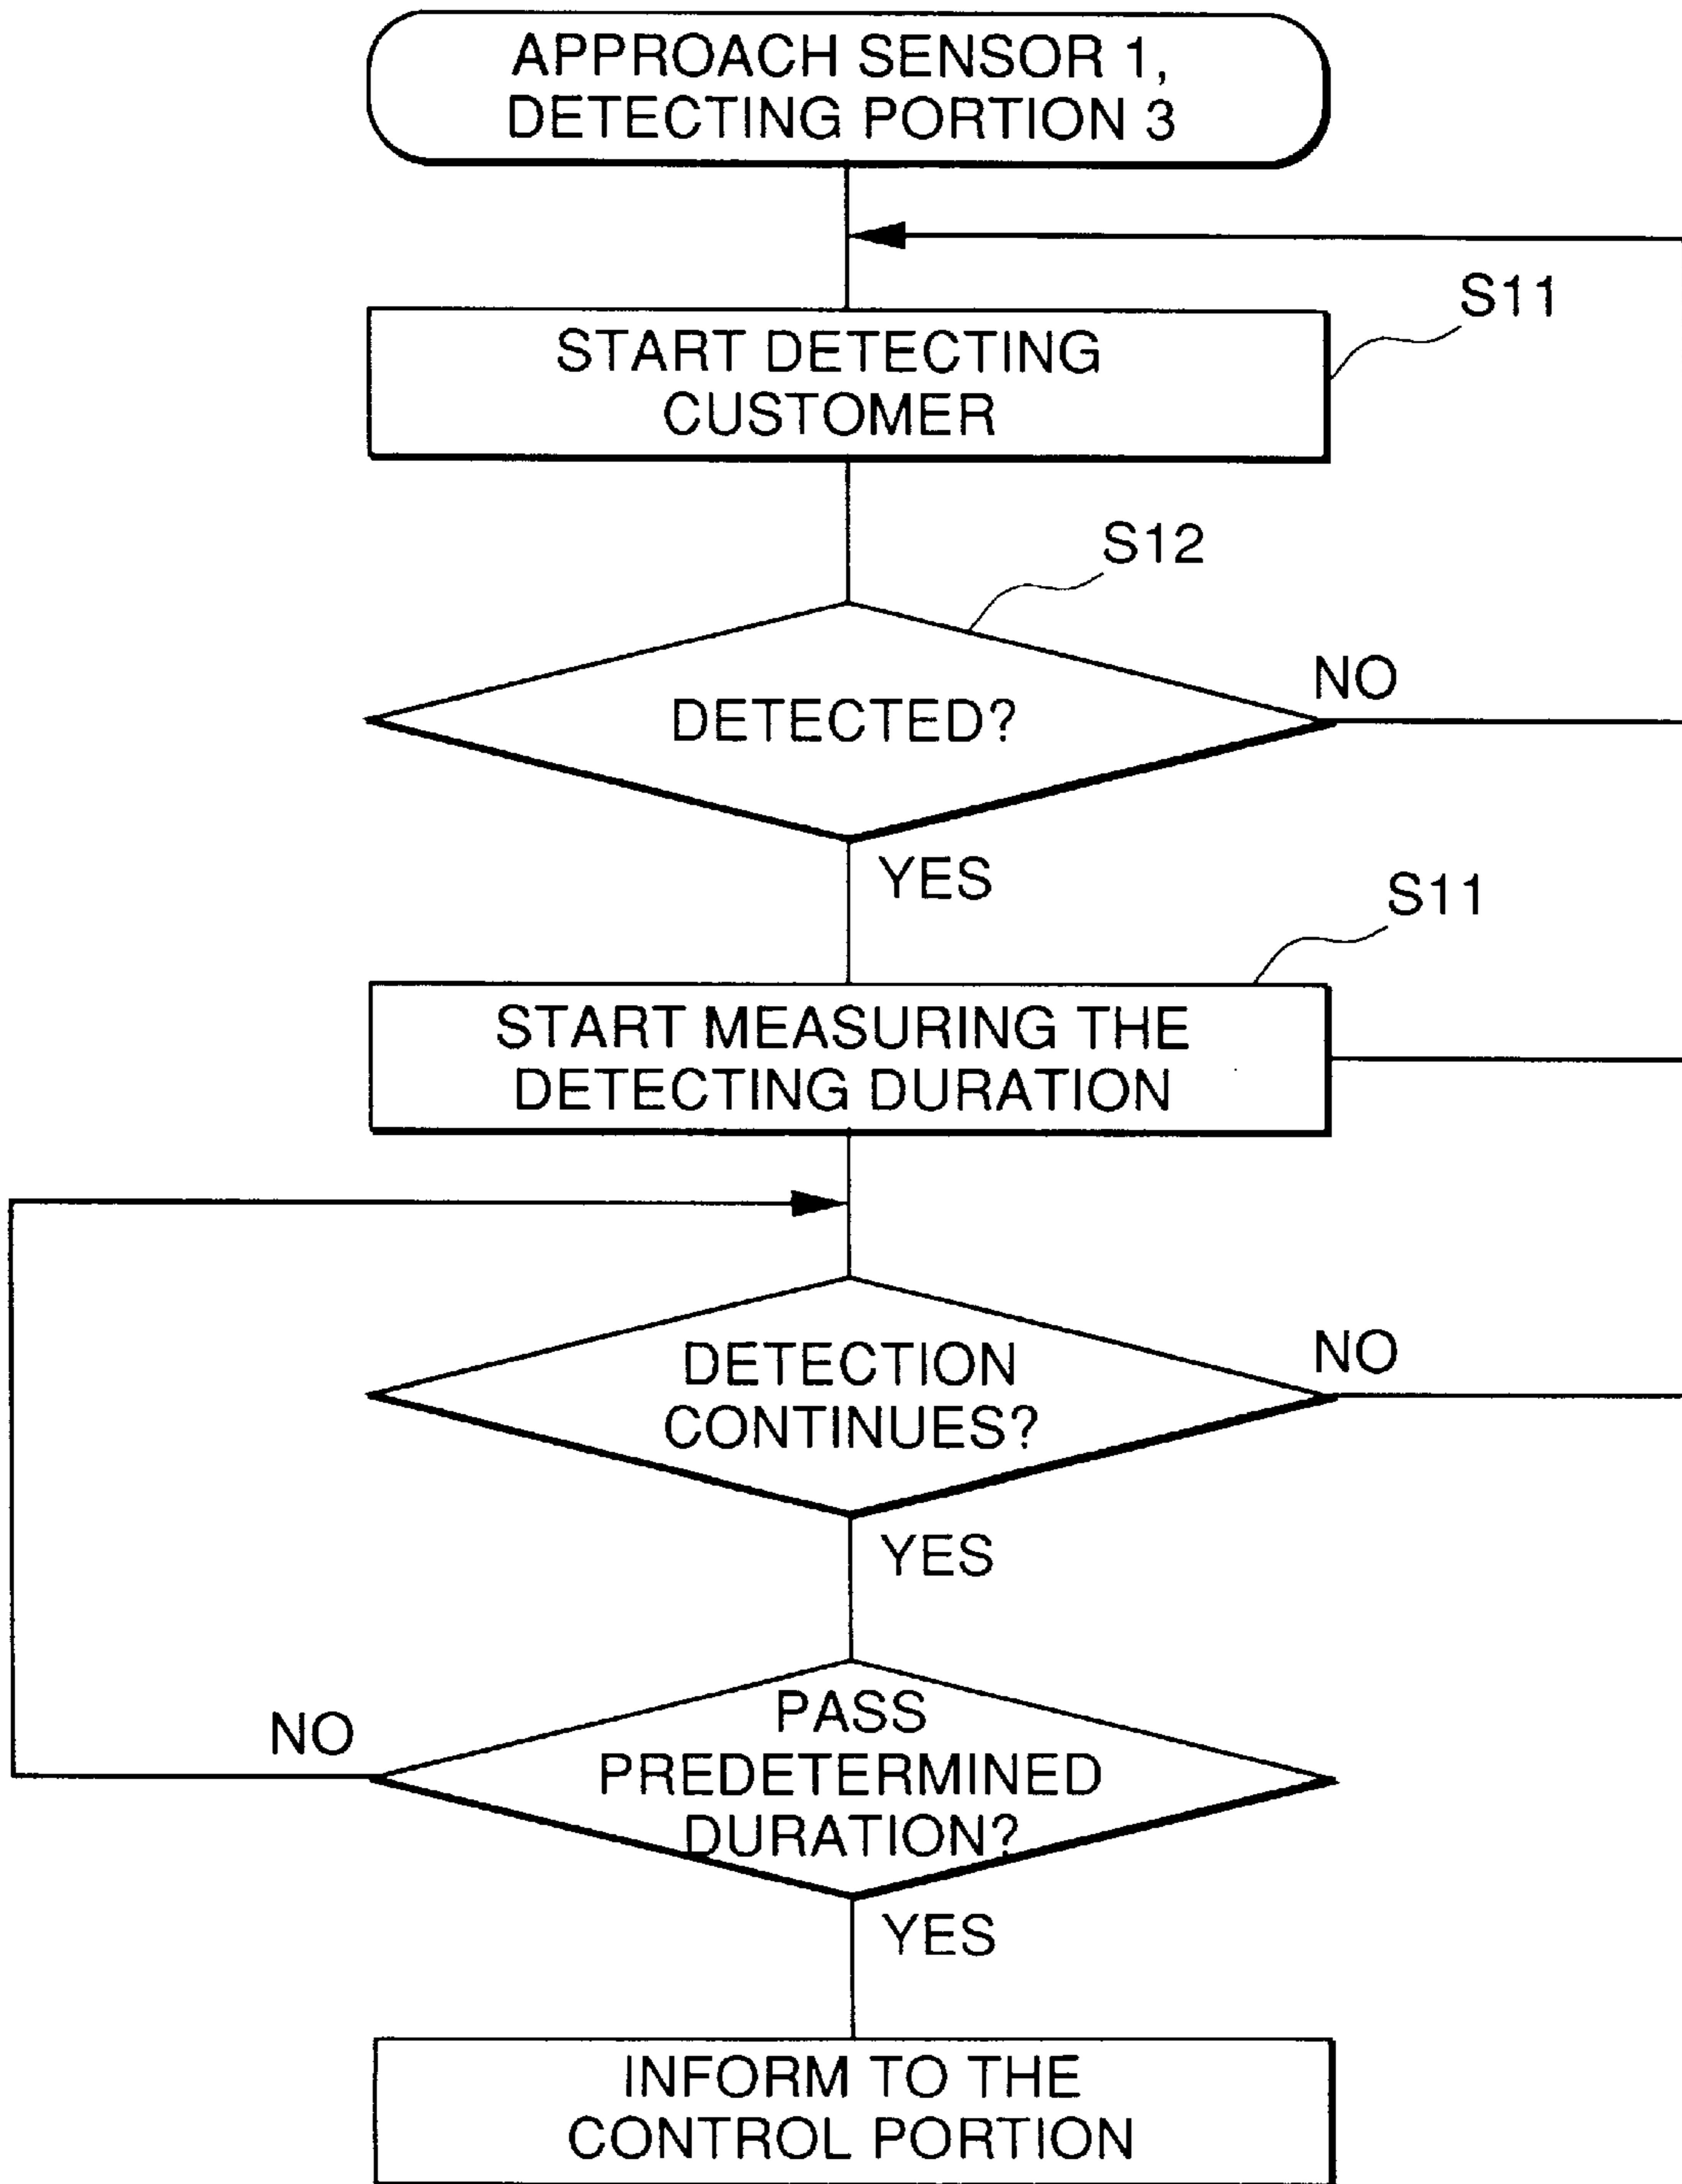 APPROACH SENSOR 1,
DETECTING PORTION 3
S11
START DETECTING
CUSTOMER
S12
NO
DETECTED?
YES
S11
START MEASURING THE
DETECTING DURATION
NO
DETECTION
CONTINUES?
YES
NO
PASS
PREDETERMINED
DURATION?
YES
INFORM TO THE
CONTROL PORTION